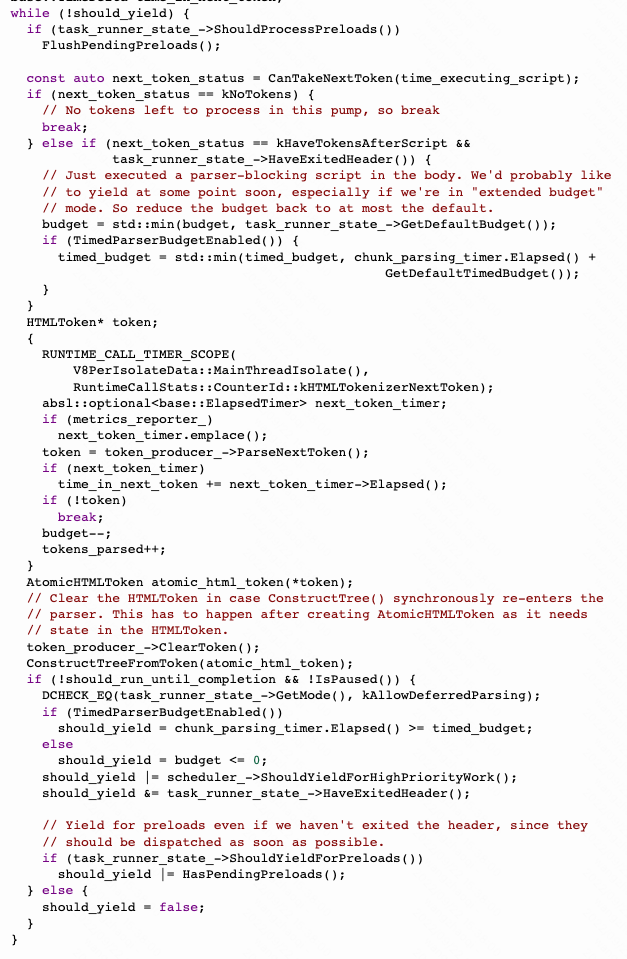 while (!should_yield) {
if (task_runner_state_->ShouldProcessPreloads())
FlushPendingPreloads();
const auto next_token_status = CanTakeNextToken(time_executing_script);
if (next_token_status == kNoTokens) {
// No tokens left to process in this pump, so break
break;
} else if (next_token_status == kHaveTokensAfterScript &&
task_runner_state_->HaveExitedHeader()) {
// Just executed a parser-blocking script in the body. We'd probably like
// to yield at some point soon, especially if we're in "extended budget"
// mode. So reduce the budget back to at most the default.
budget = std::min(budget, task_runner_state_->GetDefaultBudget());
if (TimedParserBudgetEnabled()) {
timed_budget = std::min(timed_budget, chunk_parsing_timer.Elapsed() +
GetDefaultTimedBudget());
}
}
HTMLToken* token;
{
RUNTIME_CALL_TIMER_SCOPE(
V8PerIsolateData::MainThreadIsolate(),
RuntimeCallStats::CounterId::kHTMLTokenizerNextToken);
absl::optional<base::ElapsedTimer> next_token_timer;
if (metrics_reporter_)
next_token_timer.emplace();
token = token_producer_->ParseNextToken();
if (next_token_timer)
time_in_next_token += next_token_timer->Elapsed();
if (!token)
break;
budget--;
tokens_parsed++;
}
AtomicHTMLToken atomic_html_token(*token);
// Clear the HTMLToken in case ConstructTree() synchronously re-enters the
// parser. This has to happen after creating AtomicHTMLToken as it needs
// state in the HTMLToken.
token_producer_->ClearToken();
ConstructTreeFromToken(atomic_html_token);
if (!should_run_until_completion && !IsPaused()) {
DCHECK_EQ(task_runner_state_->GetMode(), kAllowDeferredParsing);
if (TimedParserBudgetEnabled())
should_yield = chunk_parsing_timer.Elapsed() >= timed_budget;
else
should_yield = budget <= 0;
should_yield |= scheduler_->ShouldYieldForHighPriorityWork();
should_yield &= task_runner_state_->HaveExitedHeader();
// Yield for preloads even if we haven't exited the header, since they
// should be dispatched as soon as possible.
if (task_runner_state_->ShouldYieldForPreloads())
should_yield |= HasPendingPreloads();
} else {
should_yield = false;
}
}